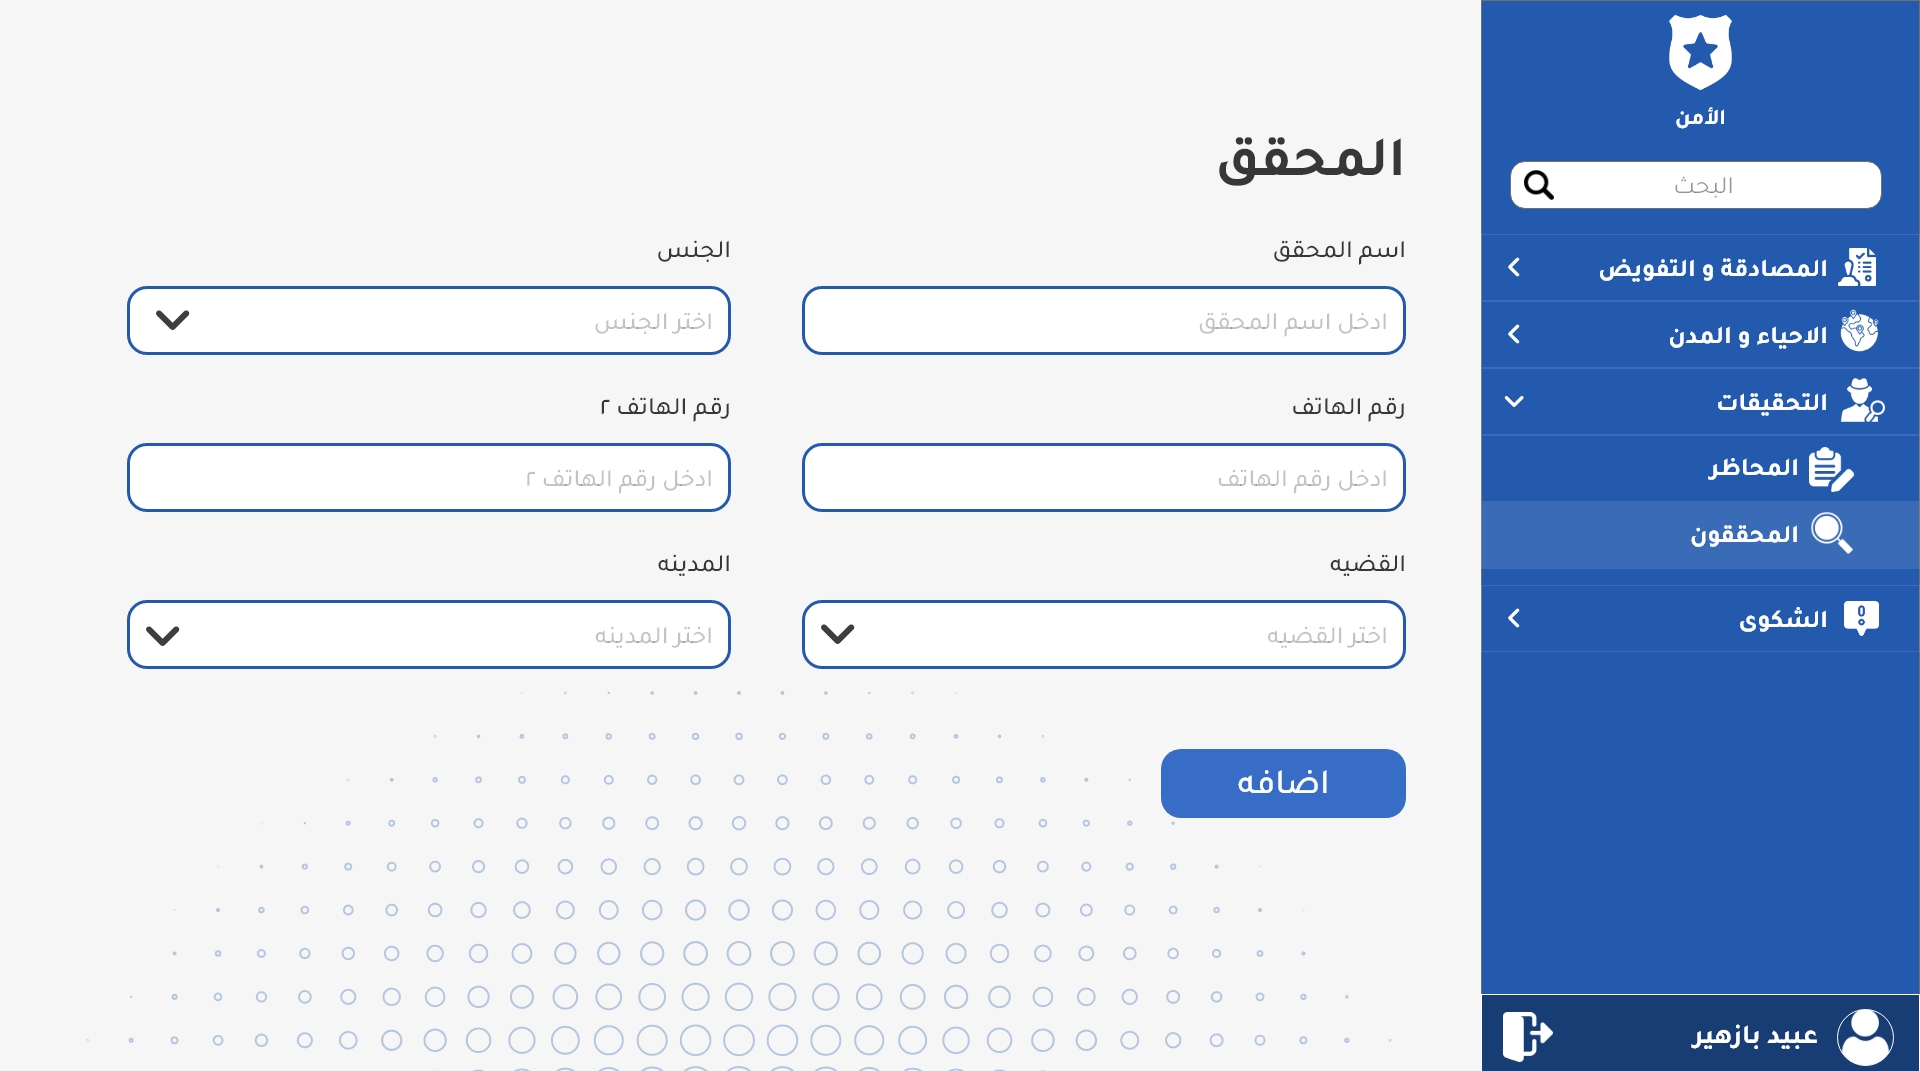 الأمن
البحث
المصادقة و التفويض
الاحياء و المدن
التحقيقات
المحاظر
المحققون
الشكوى
عبيد بازهير
المحقق
اسم المحقق
ادخل اسم المحقق
الجنس
اختر الجنس
رقم الهاتف
ادخل رقم الهاتف
رقم الهاتف ٢
ادخل رقم الهاتف ٢
القضيه
اختر القضيه
المدينه
اختر المدينه
اضافه